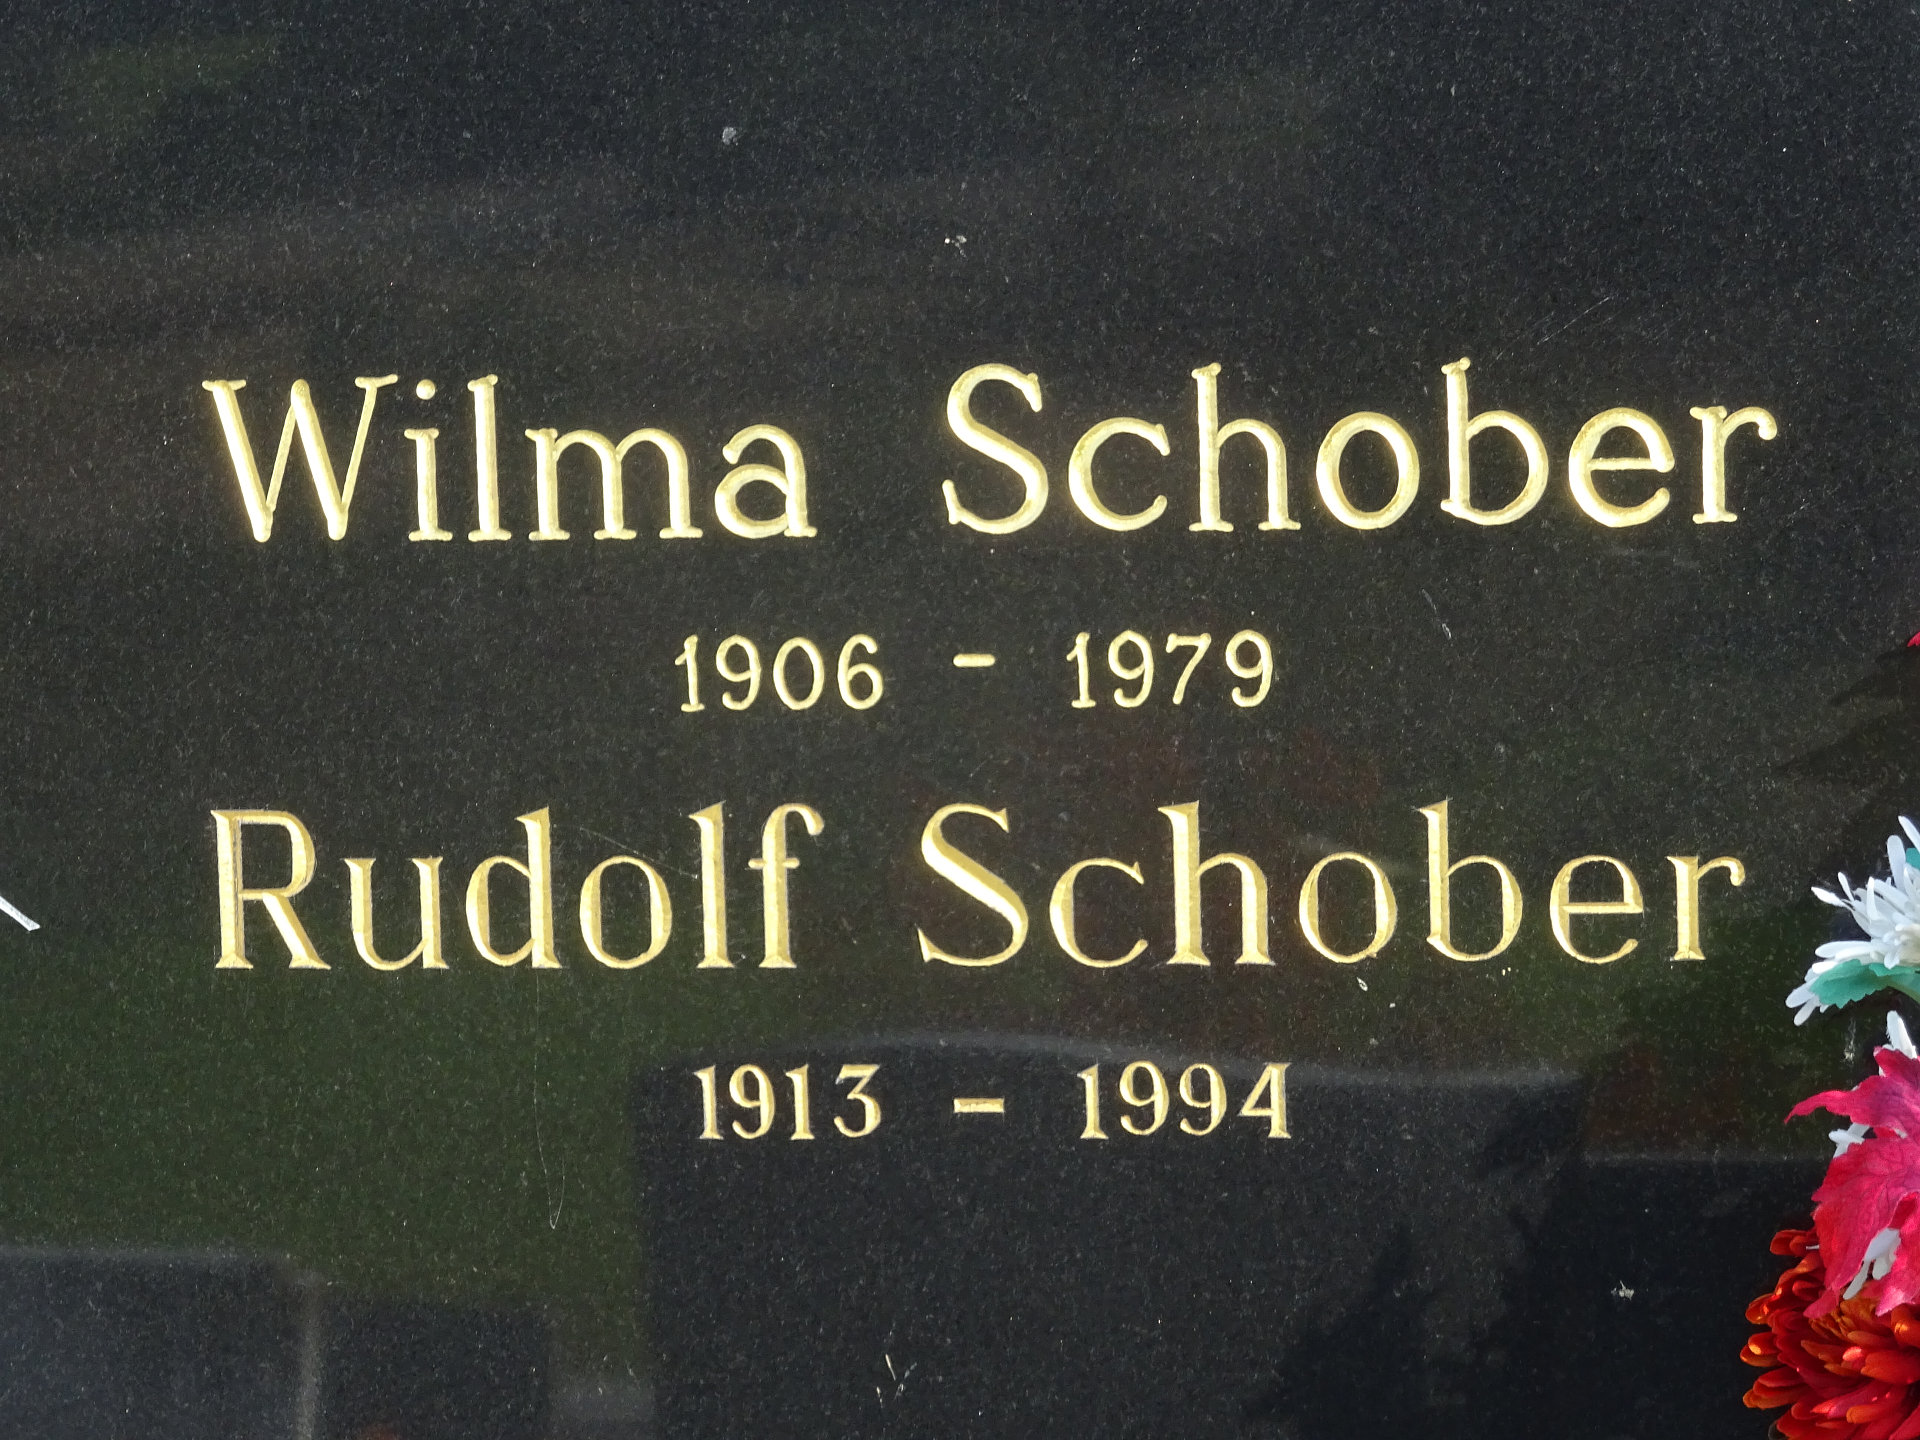 Wilma Schober
1906 - 1979
Rudolf Schober
1913 - 1994